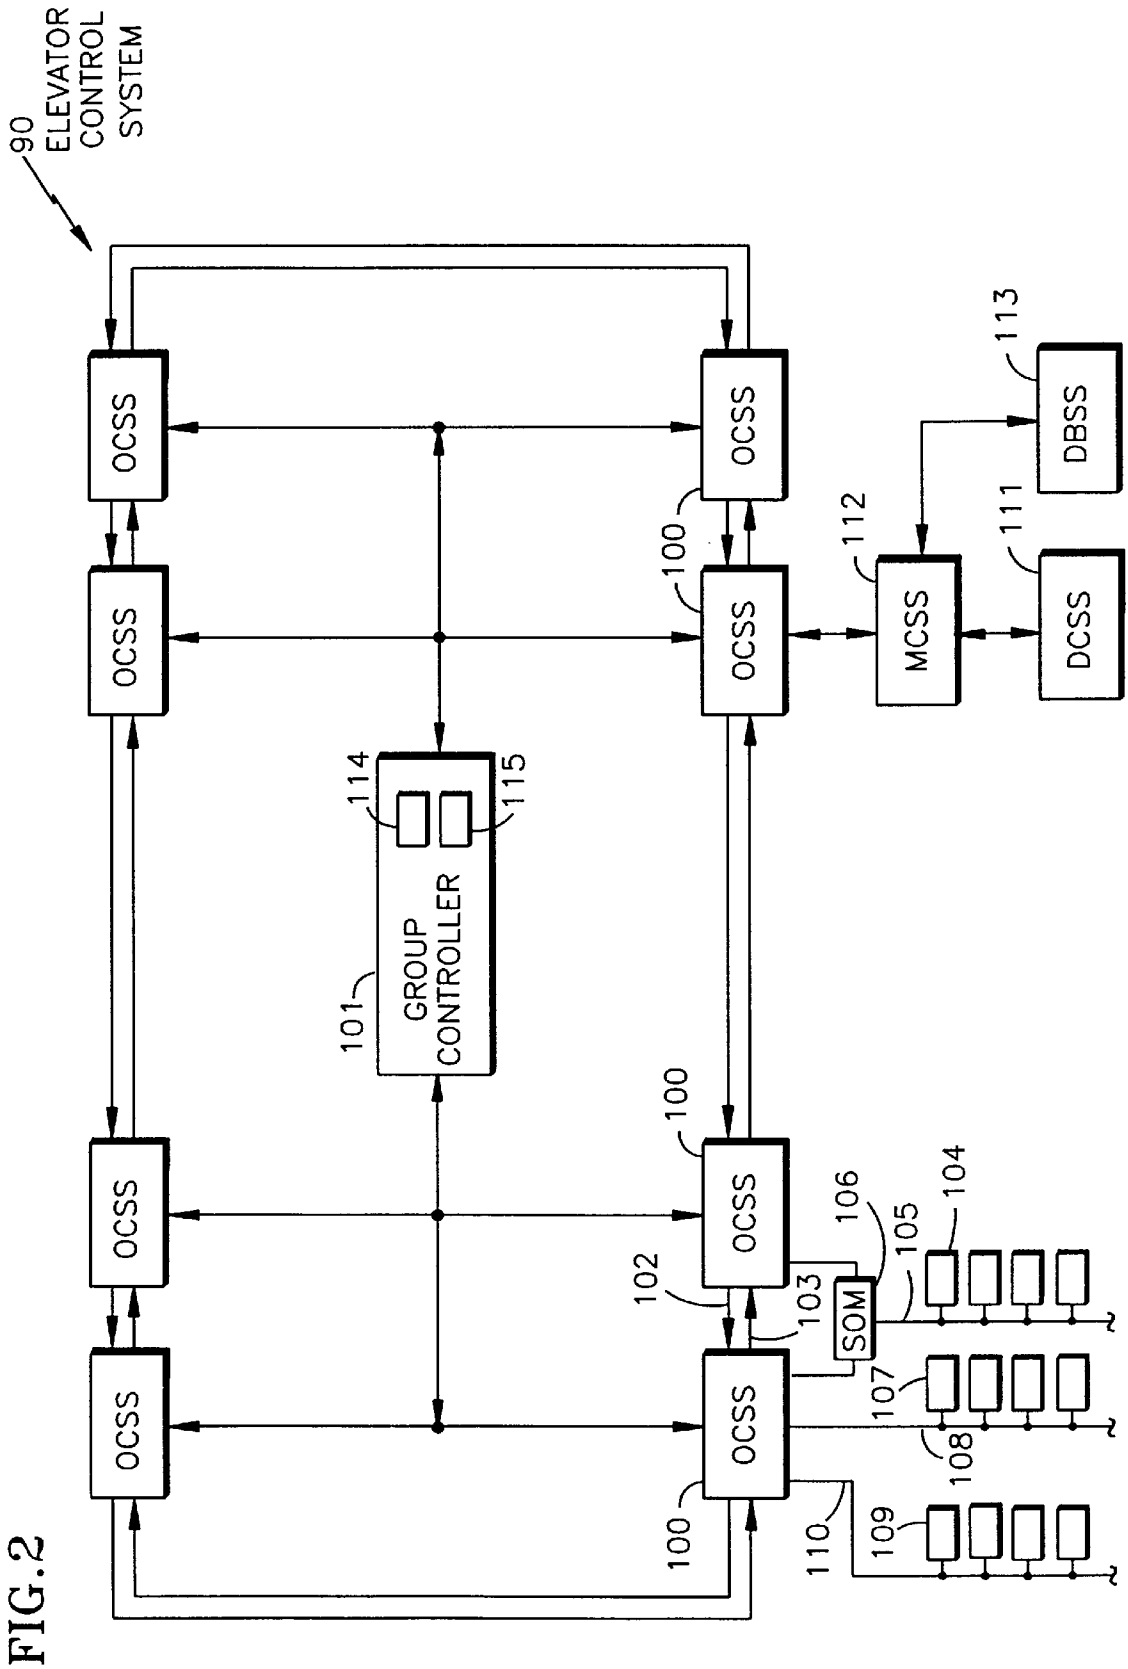 FIG.2
90
ELEVATOR
CONTROL
SYSTEM
OCSS
OCSS
OCSS
OCSS
101
GROUP
CONTROLLER
114
115
100
OCSS
102
103
OCSS
100
OCSS
100
OCSS
SOM
106
105
104
107
108
109
110
MCSS
112
DCSS
111
DBSS
113